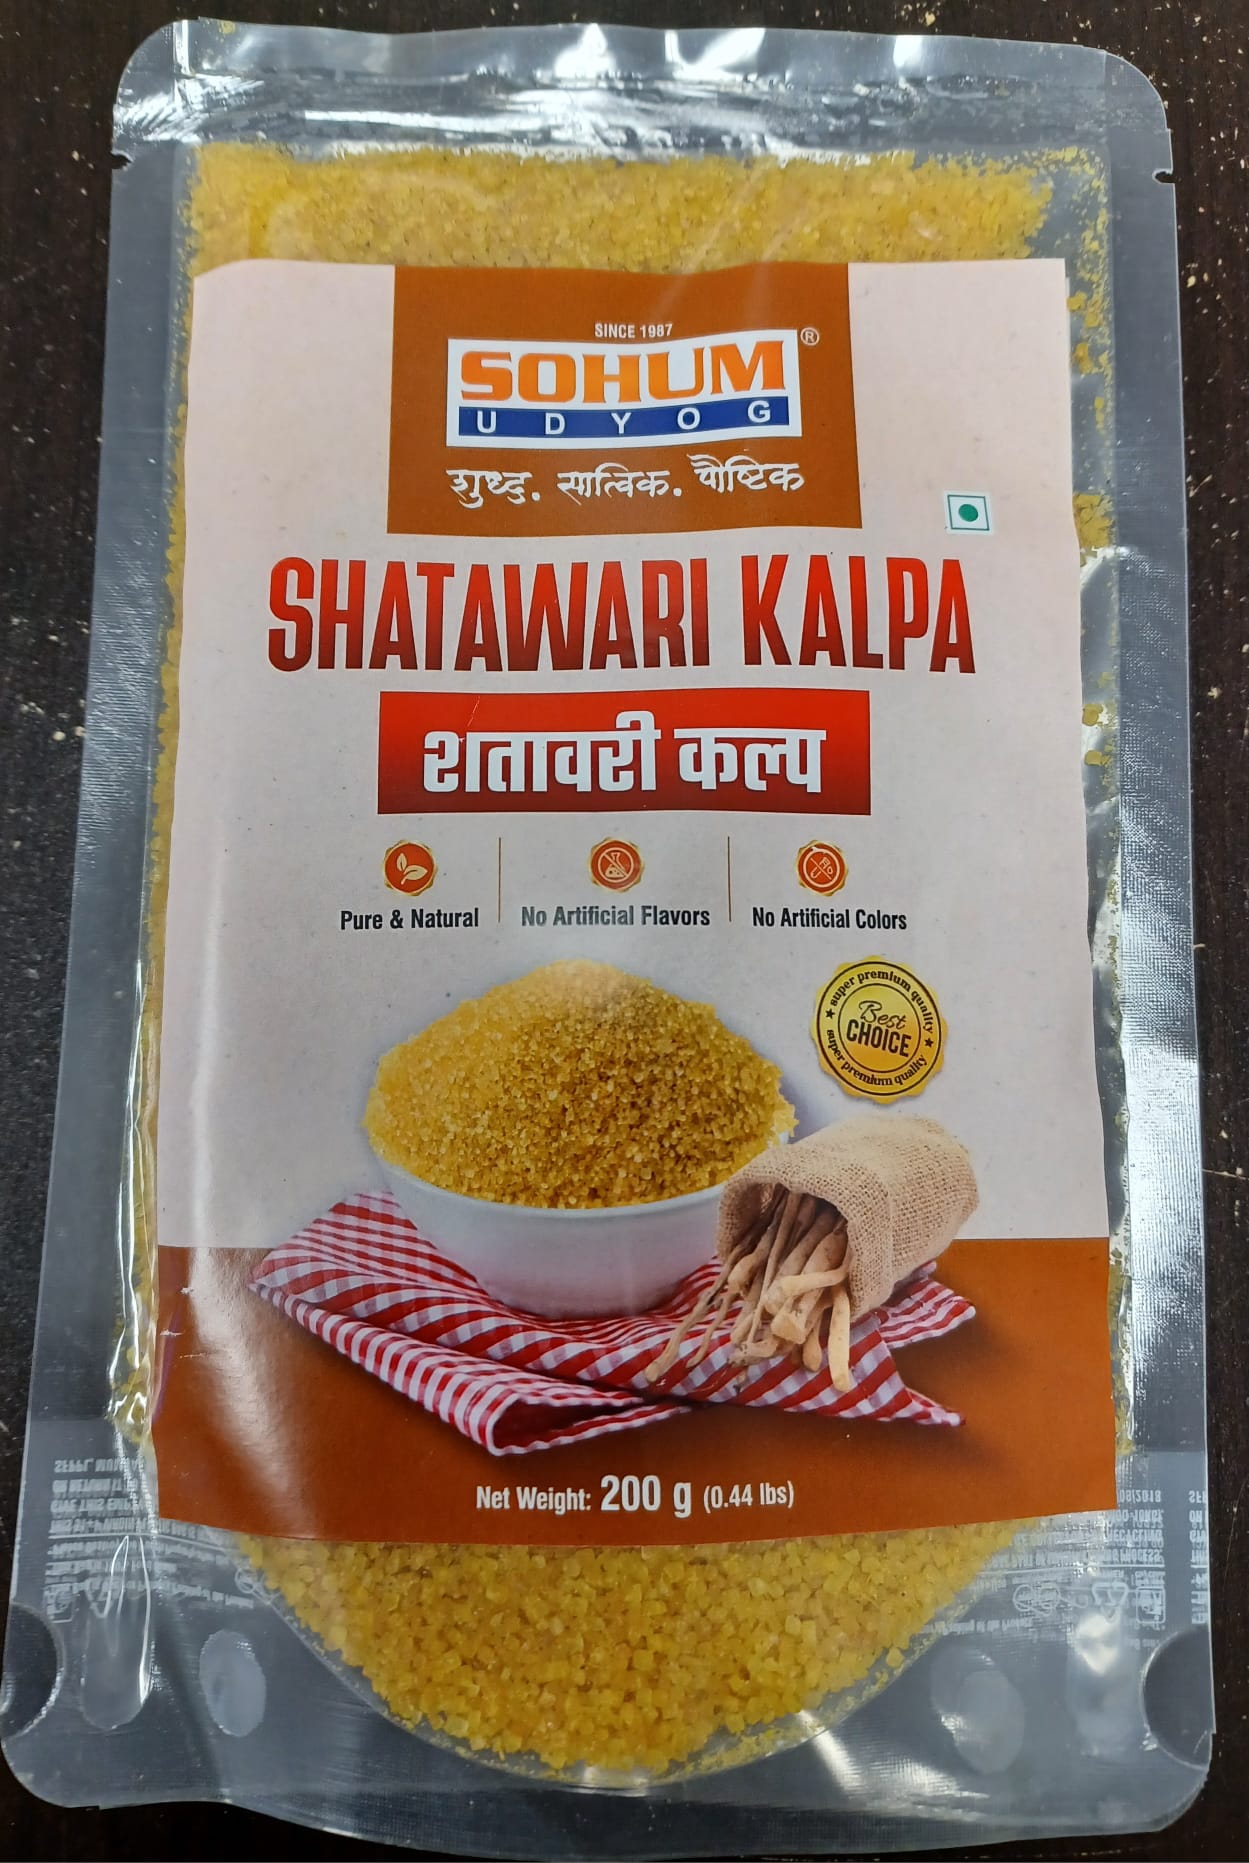 SINCE 1987
SOHUM ®
UDYOG
शुध्द. सात्विक. पौष्टिक
SHATAWARI KALPA
शतावरी कल्प
Pure & Natural
No Artificial Flavors
No Artificial Colors
super premium quality
Best
CHOICE
super premium quality
Net Weight: 200 g (0.44 lbs)